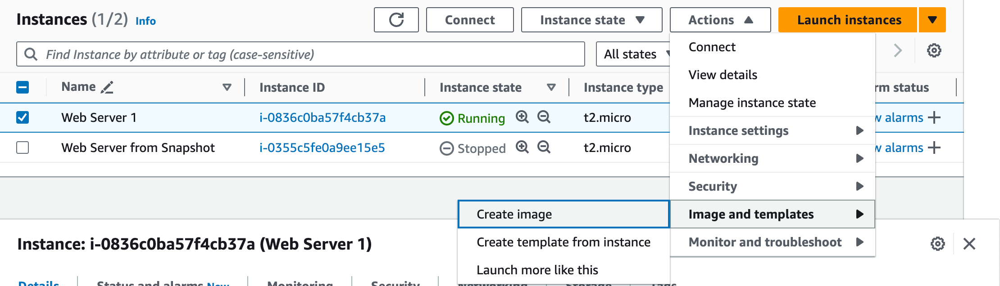 Instances (1/2) Info
Connect
Instance state
Actions
Launch instances
Find Instance by attribute or tag (case-sensitive)
All states
Name
Instance ID
Instance state
Instance type
rm status
Web Server 1
i-0836c0ba57f4cb37a
Running
t2.micro
w alarms
Web Server from Snapshot
i-0355c5fe0a9ee15e5
Stopped
t2.micro
w alarms
Connect
View details
Manage instance state
Instance settings
Networking
Security
Image and templates
Monitor and troubleshoot
Create image
Create template from instance
Launch more like this
Instance: i-0836c0ba57f4cb37a (Web Server 1)
Details
Status and alarms New
Monitoring
Security
Networking
Storage
Tags